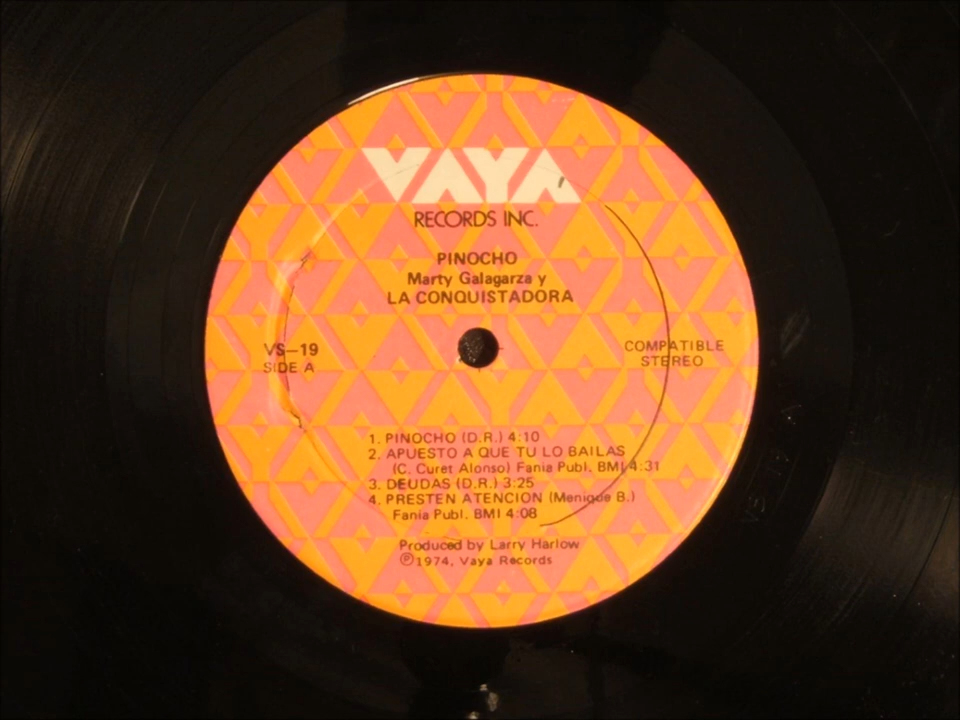 VAYA
RECORDS INC.
PINOCHO
Marty Galagarza y
LA CONQUISTADORA
VS—19
SIDE A
COMPATIBLE
STEREO
1. PINOCHO (D.R.) 4:10
2. APUESTO A QUE TU LO BAILAS
(C. Curet Alonso) Fania Publ. BMI 4:31
3. DEUDAS (D.R.) 3:25
4. PRESTEN ATENCION (Menique B.)
Fania Publ. BMI 4:08
Produced by Larry Harlow
℗1974, Vaya Records